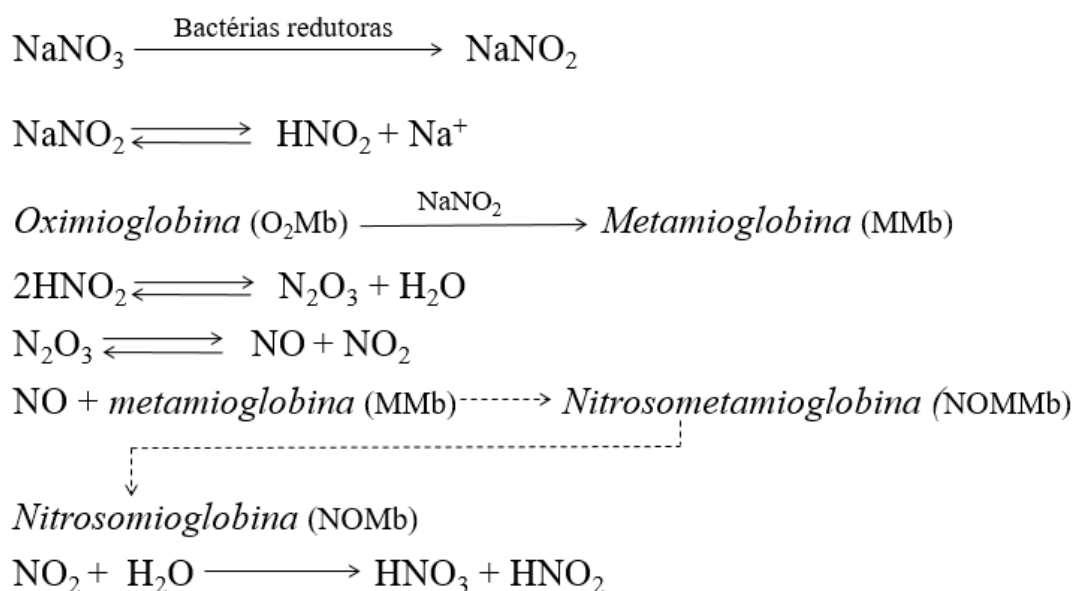 Bactérias redutoras
NaNO₃ ⟶ NaNO₂
NaNO₂ ⇌ HNO₂ + Na⁺
NaNO₂
Oximioglobina (O₂Mb) ⟶ Metamioglobina (MMb)
2HNO₂ ⇌ N₂O₃ + H₂O
N₂O₃ ⇌ NO + NO₂
NO + metamioglobina (MMb) ⇢ Nitrosometamioglobina (NOMMb)
Nitrosomioglobina (NOMb)
NO₂ + H₂O ⟶ HNO₃ + HNO₂